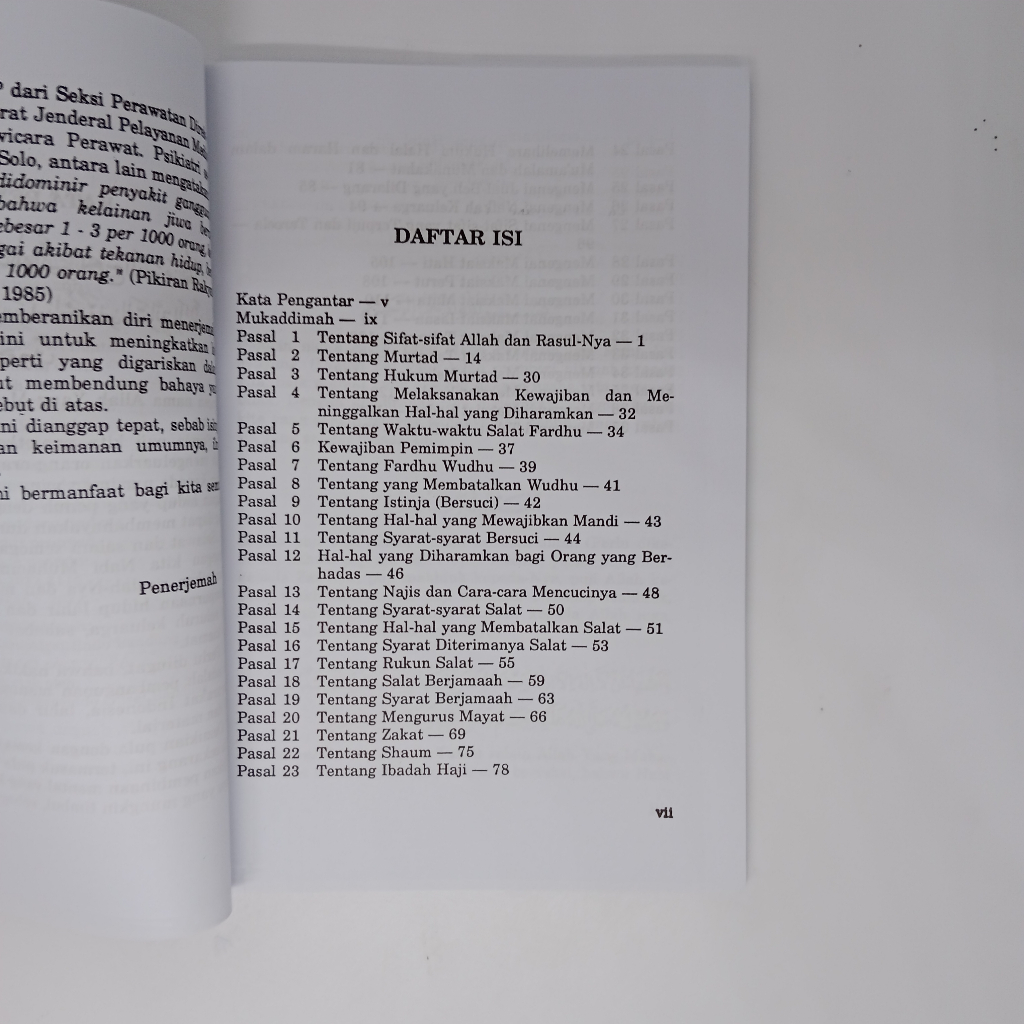 dari Seksi Perawatan
rat Jenderal Pelayanan
wicara Perawat. Psikiatri
Solo, antara lain mengatakan
didominir penyakit
bahwa kelainan jiwa
ebesar 1 - 3 per 1000 orang,
gai akibat tekanan hidup,
1000 orang." (Pikiran
1985)
emberanikan diri
ini untuk meningkatkan
perti yang digariskan
membendung bahaya
but di atas.
ni dianggap tepat, sebab
an keimanan umumnya,
ni bermanfaat bagi kita
Penerjemah
DAFTAR ISI
Kata Pengantar — v
Mukaddimah — ix
Pasal 1 Tentang Sifat-sifat Allah dan Rasul-Nya — 1
Pasal 2 Tentang Murtad — 14
Pasal 3 Tentang Hukum Murtad — 30
Pasal 4 Tentang Melaksanakan Kewajiban dan Me-
ninggalkan Hal-hal yang Diharamkan — 32
Pasal 5 Tentang Waktu-waktu Salat Fardhu — 34
Pasal 6 Kewajiban Pemimpin — 37
Pasal 7 Tentang Fardhu Wudhu — 39
Pasal 8 Tentang yang Membatalkan Wudhu — 41
Pasal 9 Tentang Istinja (Bersuci) — 42
Pasal 10 Tentang Hal-hal yang Mewajibkan Mandi — 43
Pasal 11 Tentang Syarat-syarat Bersuci — 44
Pasal 12 Hal-hal yang Diharamkan bagi Orang yang Ber-
hadas — 46
Pasal 13 Tentang Najis dan Cara-cara Mencucinya — 48
Pasal 14 Tentang Syarat-syarat Salat — 50
Pasal 15 Tentang Hal-hal yang Membatalkan Salat — 51
Pasal 16 Tentang Syarat Diterimanya Salat — 53
Pasal 17 Tentang Rukun Salat — 55
Pasal 18 Tentang Salat Berjamaah — 59
Pasal 19 Tentang Syarat Berjamaah — 63
Pasal 20 Tentang Mengurus Mayat — 66
Pasal 21 Tentang Zakat — 69
Pasal 22 Tentang Shaum — 75
Pasal 23 Tentang Ibadah Haji — 78
vii